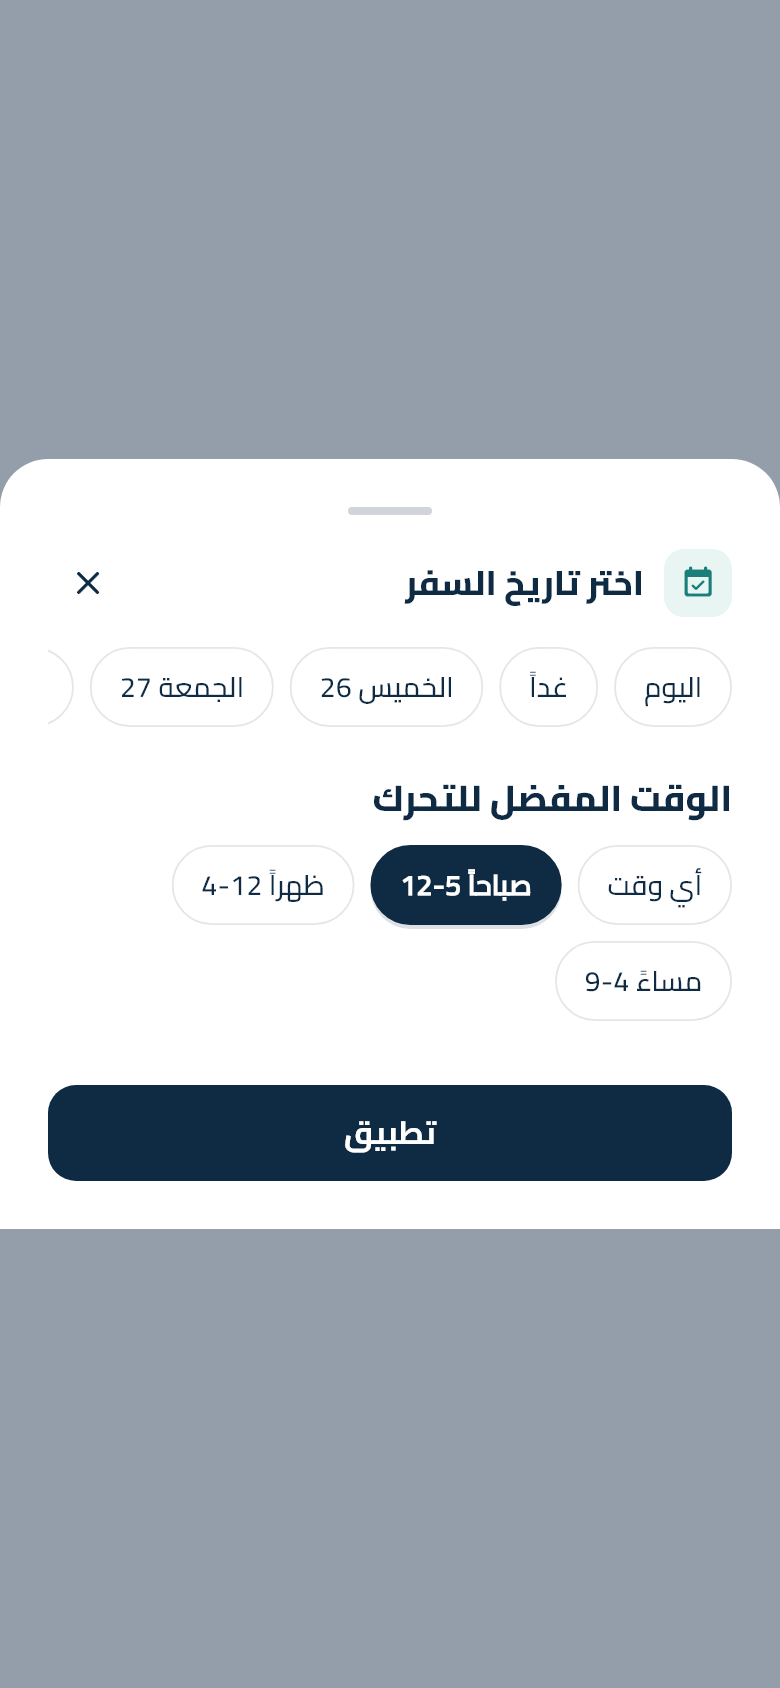 اختر تاريخ السفر
اليوم
غداً
الخميس 26
الجمعة 27
الوقت المفضل للتحرك
أي وقت
صباحاً 5-12
ظهراً 12-4
مساءً 4-9
تطبيق